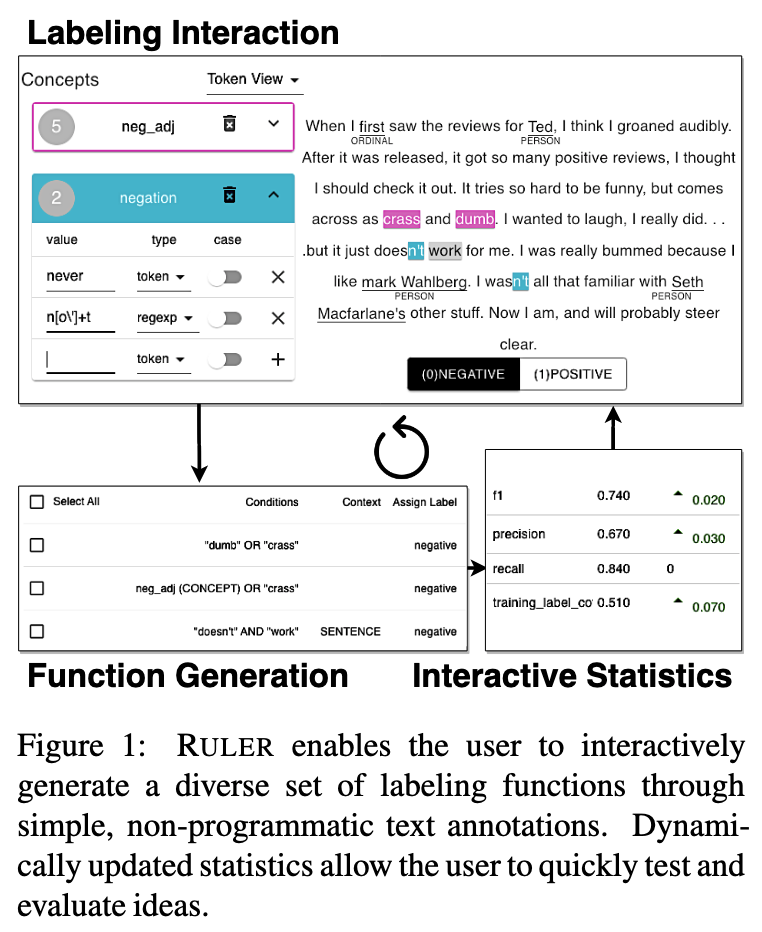 Labeling Interaction
Concepts
Token View
5 neg_adj
2 negation
value type case
never token
n[o\']+t regexp
token
When I first saw the reviews for Ted, I think I groaned audibly.
ORDINAL PERSON
After it was released, it got so many positive reviews, I thought
I should check it out. It tries so hard to be funny, but comes
across as crass and dumb. I wanted to laugh, I really did. . .
.but it just doesn't work for me. I was really bummed because I
like mark Wahlberg. I wasn't all that familiar with Seth
PERSON PERSON
Macfarlane's other stuff. Now I am, and will probably steer
clear.
(0)NEGATIVE (1)POSITIVE
Select All Conditions Context Assign Label
"dumb" OR "crass" negative
neg_adj (CONCEPT) OR "crass" negative
"doesn't" AND "work" SENTENCE negative
f1 0.740 0.020
precision 0.670 0.030
recall 0.840 0
training_label_co 0.510 0.070
Function Generation
Interactive Statistics
Figure 1: RULER enables the user to interactively
generate a diverse set of labeling functions through
simple, non-programmatic text annotations. Dynami-
cally updated statistics allow the user to quickly test and
evaluate ideas.